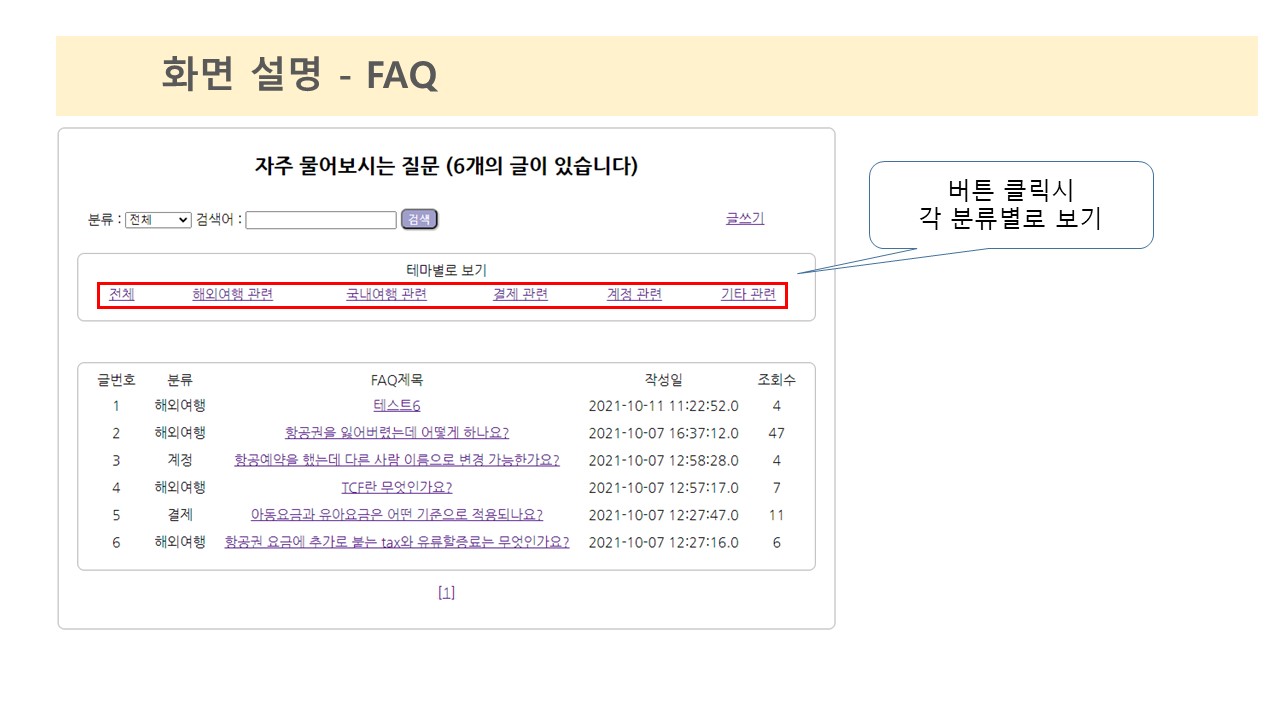 화면 설명 - FAQ
자주 물어보시는 질문 (6개의 글이 있습니다)
분류 : 전체 검색어 : 검색 글쓰기
버튼 클릭시
각 분류별로 보기
테마별로 보기
전체 해외여행 관련 국내여행 관련 결제 관련 계정 관련 기타 관련
글번호 분류 FAQ제목 작성일 조회수
1 해외여행 테스트6 2021-10-11 11:22:52.0 4
2 해외여행 항공권을 잃어버렸는데 어떻게 하나요? 2021-10-07 16:37:12.0 47
3 계정 항공예약을 했는데 다른 사람 이름으로 변경 가능한가요? 2021-10-07 12:58:28.0 4
4 해외여행 TCF란 무엇인가요? 2021-10-07 12:57:17.0 7
5 결제 아동요금과 유아요금은 어떤 기준으로 적용되나요? 2021-10-07 12:27:47.0 11
6 해외여행 항공권 요금에 추가로 붙는 tax와 유류할증료는 무엇인가요? 2021-10-07 12:27:16.0 6
[1]